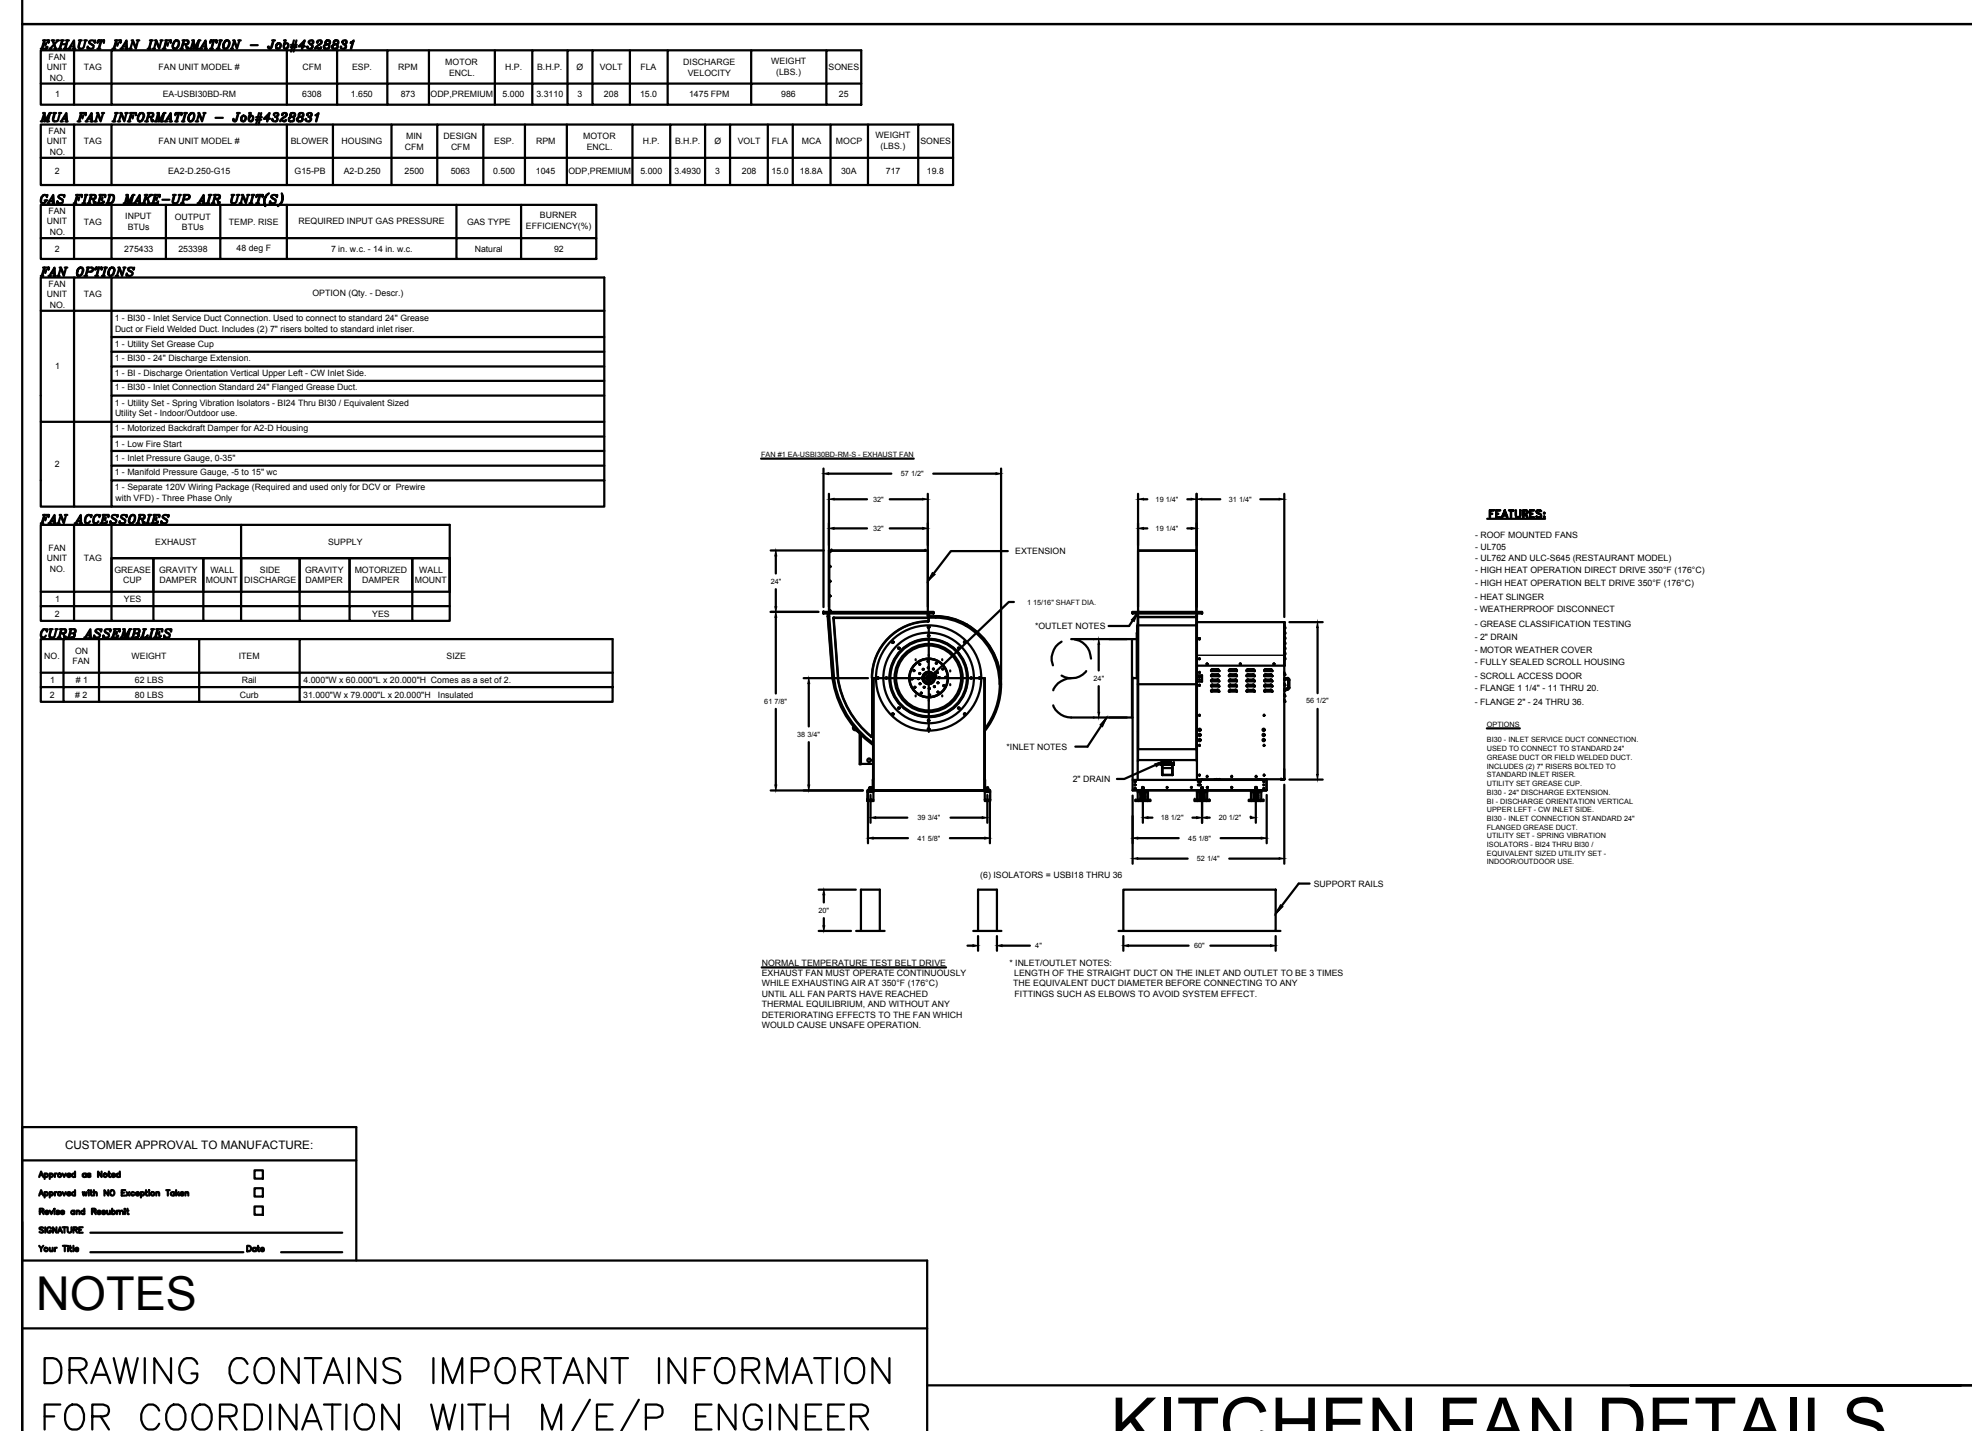 EXHAUST FAN INFORMATION - Job#4328831
FAN UNIT NO. TAG FAN UNIT MODEL # CFM ESP. RPM MOTOR ENCL. H.P. B.H.P. Ø VOLT FLA DISCHARGE VELOCITY WEIGHT (LBS.) SONES
1 EA-USBI30BD-RM 6308 1.650 873 ODP,PREMIUM 5.000 3.3110 3 208 15.0 1475 FPM 986 25
MUA FAN INFORMATION - Job#4328831
FAN UNIT NO. TAG FAN UNIT MODEL # BLOWER HOUSING MIN CFM DESIGN CFM ESP. RPM MOTOR ENCL. H.P. B.H.P. Ø VOLT FLA MCA MOCP WEIGHT (LBS.) SONES
2 EA2-D.250-G15 G15-PB A2-D.250 2500 5063 0.500 1045 ODP,PREMIUM 5.000 3.4930 3 208 15.0 18.8A 30A 717 19.8
GAS FIRED MAKE-UP AIR UNIT(S)
FAN UNIT NO. TAG INPUT BTUs OUTPUT BTUs TEMP. RISE REQUIRED INPUT GAS PRESSURE GAS TYPE BURNER EFFICIENCY(%)
2 275433 253398 48 deg F 7 in. w.c. - 14 in. w.c. Natural 92
FAN OPTIONS
FAN UNIT NO. TAG OPTION (Qty. - Descr.)
1
1 - BI30 - Inlet Service Duct Connection. Used to connect to standard 24" Grease
Duct or Field Welded Duct. Includes (2) 7" risers bolted to standard inlet riser.
1 - Utility Set Grease Cup
1 - BI30 - 24" Discharge Extension.
1 - BI - Discharge Orientation Vertical Upper Left - CW Inlet Side.
1 - BI30 - Inlet Connection Standard 24" Flanged Grease Duct.
1 - Utility Set - Spring Vibration Isolators - BI24 Thru BI30 / Equivalent Sized
Utility Set - Indoor/Outdoor use.
2
1 - Motorized Backdraft Damper for A2-D Housing
1 - Low Fire Start
1 - Inlet Pressure Gauge, 0-35"
1 - Manifold Pressure Gauge, -5 to 15" wc
1 - Separate 120V Wiring Package (Required and used only for DCV or Prewire
with VFD) - Three Phase Only
FAN ACCESSORIES
FAN UNIT NO. TAG EXHAUST SUPPLY
GREASE CUP GRAVITY DAMPER WALL MOUNT SIDE DISCHARGE GRAVITY DAMPER MOTORIZED DAMPER WALL MOUNT
1 YES
2 YES
CURB ASSEMBLIES
NO. ON FAN WEIGHT ITEM SIZE
1 # 1 62 LBS Rail 4.000"W x 60.000"L x 20.000"H Comes as a set of 2.
2 # 2 80 LBS Curb 31.000"W x 79.000"L x 20.000"H Insulated
FAN #1 EA-USBI30BD-RM-S - EXHAUST FAN
57 1/2"
32"
32"
EXTENSION
24"
1 15/16" SHAFT DIA.
61 7/8"
38 3/4"
39 3/4"
41 5/8"
19 1/4" 31 1/4"
19 1/4"
*OUTLET NOTES
24"
56 1/2"
*INLET NOTES
2" DRAIN
18 1/2" 20 1/2"
45 1/8"
52 1/4"
(6) ISOLATORS = USBI18 THRU 36
SUPPORT RAILS
20"
4"
60"
NORMAL TEMPERATURE TEST BELT DRIVE
EXHAUST FAN MUST OPERATE CONTINUOUSLY
WHILE EXHAUSTING AIR AT 350°F (176°C)
UNTIL ALL FAN PARTS HAVE REACHED
THERMAL EQUILIBRIUM, AND WITHOUT ANY
DETERIORATING EFFECTS TO THE FAN WHICH
WOULD CAUSE UNSAFE OPERATION.
* INLET/OUTLET NOTES:
LENGTH OF THE STRAIGHT DUCT ON THE INLET AND OUTLET TO BE 3 TIMES
THE EQUIVALENT DUCT DIAMETER BEFORE CONNECTING TO ANY
FITTINGS SUCH AS ELBOWS TO AVOID SYSTEM EFFECT.
FEATURES:
- ROOF MOUNTED FANS
- UL705
- UL762 AND ULC-S645 (RESTAURANT MODEL)
- HIGH HEAT OPERATION DIRECT DRIVE 350°F (176°C)
- HIGH HEAT OPERATION BELT DRIVE 350°F (176°C)
- HEAT SLINGER
- WEATHERPROOF DISCONNECT
- GREASE CLASSIFICATION TESTING
- 2" DRAIN
- MOTOR WEATHER COVER
- FULLY SEALED SCROLL HOUSING
- SCROLL ACCESS DOOR
- FLANGE 1 1/4" - 11 THRU 20.
- FLANGE 2" - 24 THRU 36.
OPTIONS
BI30 - INLET SERVICE DUCT CONNECTION.
USED TO CONNECT TO STANDARD 24"
GREASE DUCT OR FIELD WELDED DUCT.
INCLUDES (2) 7" RISERS BOLTED TO
STANDARD INLET RISER.
UTILITY SET GREASE CUP.
BI30 - 24" DISCHARGE EXTENSION.
BI - DISCHARGE ORIENTATION VERTICAL
UPPER LEFT - CW INLET SIDE.
BI30 - INLET CONNECTION STANDARD 24"
FLANGED GREASE DUCT.
UTILITY SET - SPRING VIBRATION
ISOLATORS - BI24 THRU BI30 /
EQUIVALENT SIZED UTILITY SET -
INDOOR/OUTDOOR USE.
CUSTOMER APPROVAL TO MANUFACTURE:
Approved as Noted
Approved with NO Exception Taken
Revise and Resubmit
SIGNATURE
Your Title Date
NOTES
DRAWING CONTAINS IMPORTANT INFORMATION
FOR COORDINATION WITH M/E/P ENGINEER
KITCHEN FAN DETAILS